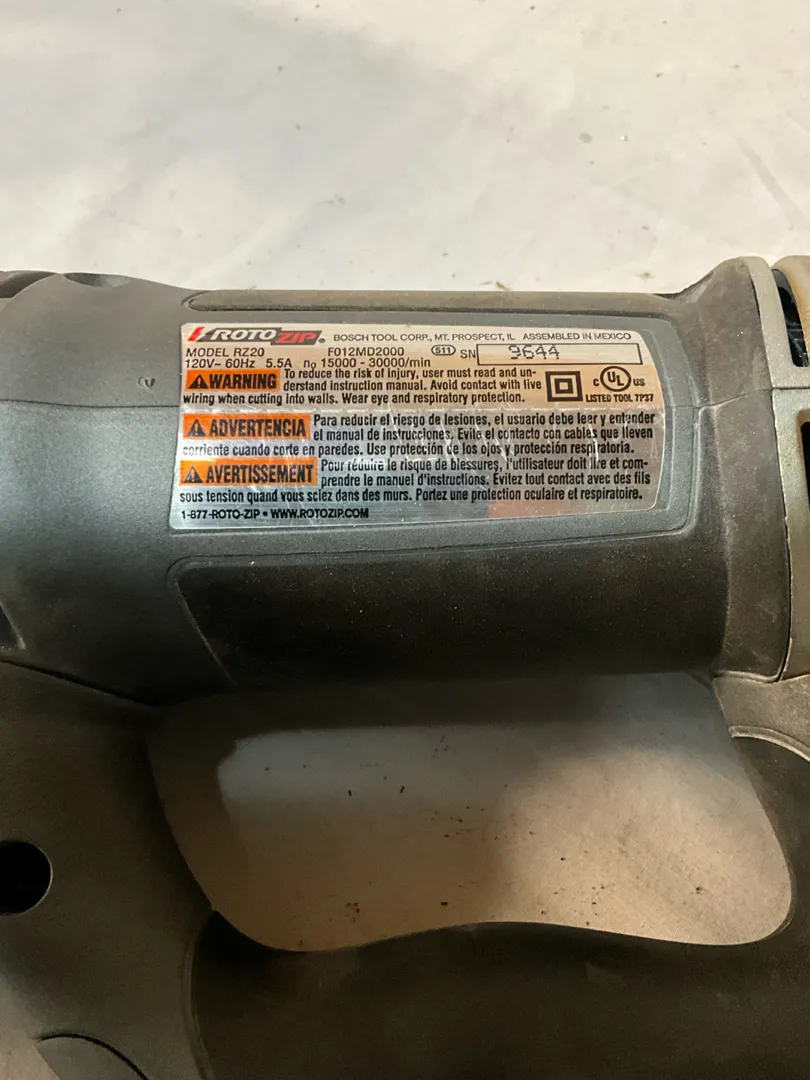 ROTOZIP® BOSCH TOOL CORP., MT. PROSPECT, IL ASSEMBLED IN MEXICO
MODEL RZ20 F012MD2000 511 SN 9644
120V~ 60Hz 5.5A n0 15000 - 30000/min
WARNING To reduce the risk of injury, user must read and un-
derstand instruction manual. Avoid contact with live
wiring when cutting into walls. Wear eye and respiratory protection.
C UL US
LISTED TOOL 7P37
ADVERTENCIA Para reducir el riesgo de lesiones, el usuario debe leer y entender
el manual de instrucciones. Evite el contacto con cables que lleven
corriente cuando corte en paredes. Use protección de los ojos y protección respiratoria.
AVERTISSEMENT Pour réduire le risque de blessures, l'utilisateur doit lire et com-
prendre le manuel d'instructions. Évitez tout contact avec des fils
sous tension quand vous sciez dans des murs. Portez une protection oculaire et respiratoire.
1-877-ROTO-ZIP • WWW.ROTOZIP.COM